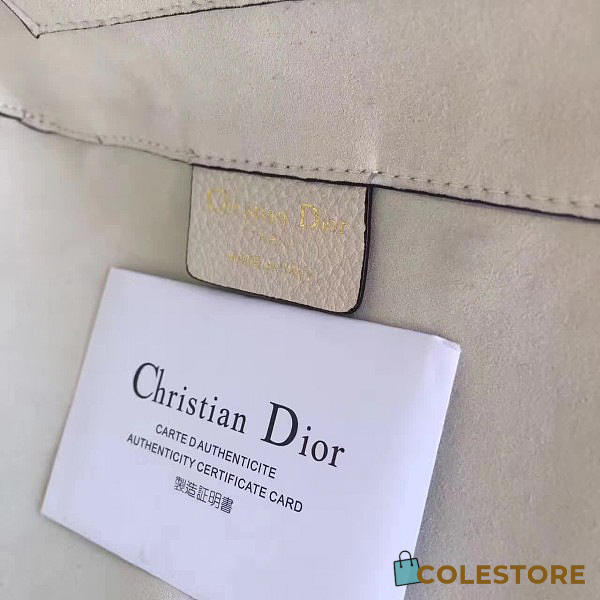 Christian Dior
Christian Dior
CARTE D AUTHENTICITE
AUTHENTICITY CERTIFICATE CARD
製造証明書
COLESTORE